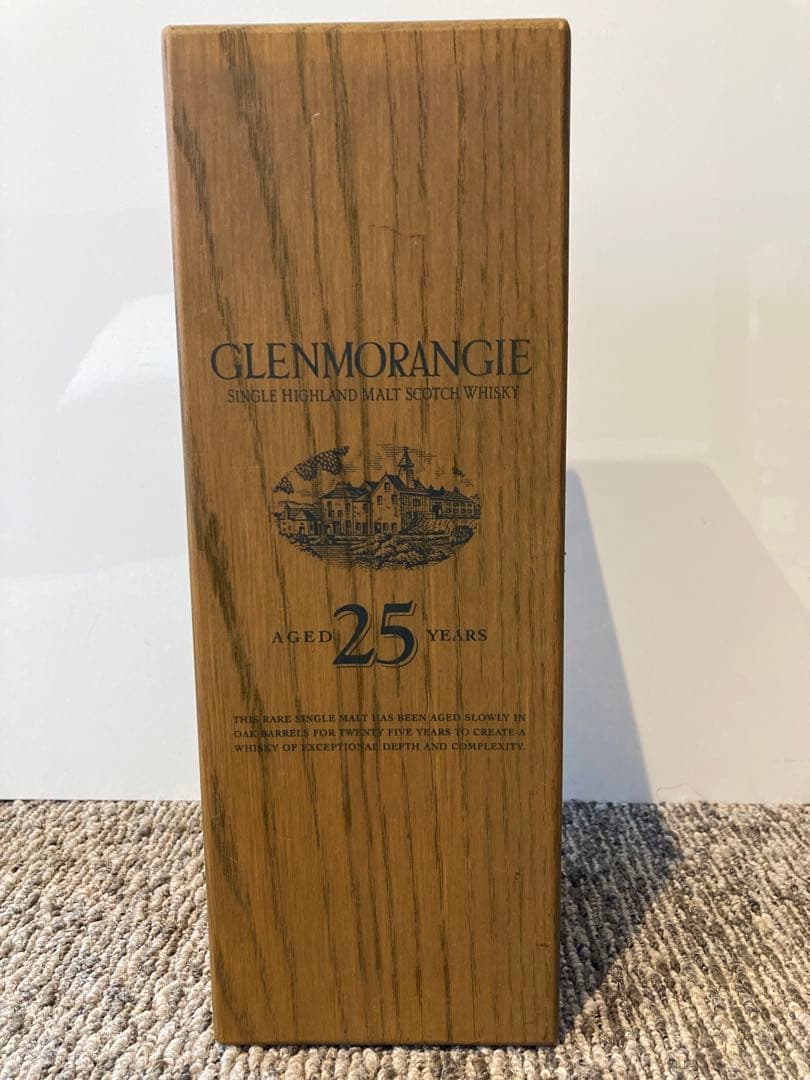 GLENMORANGIE
SINGLE HIGHLAND MALT SCOTCH WHISKY
AGED 25 YEARS
THIS RARE SINGLE MALT HAS BEEN AGED SLOWLY IN
OAK BARRELS FOR TWENTY FIVE YEARS TO CREATE A
WHISKY OF EXCEPTIONAL DEPTH AND COMPLEXITY.